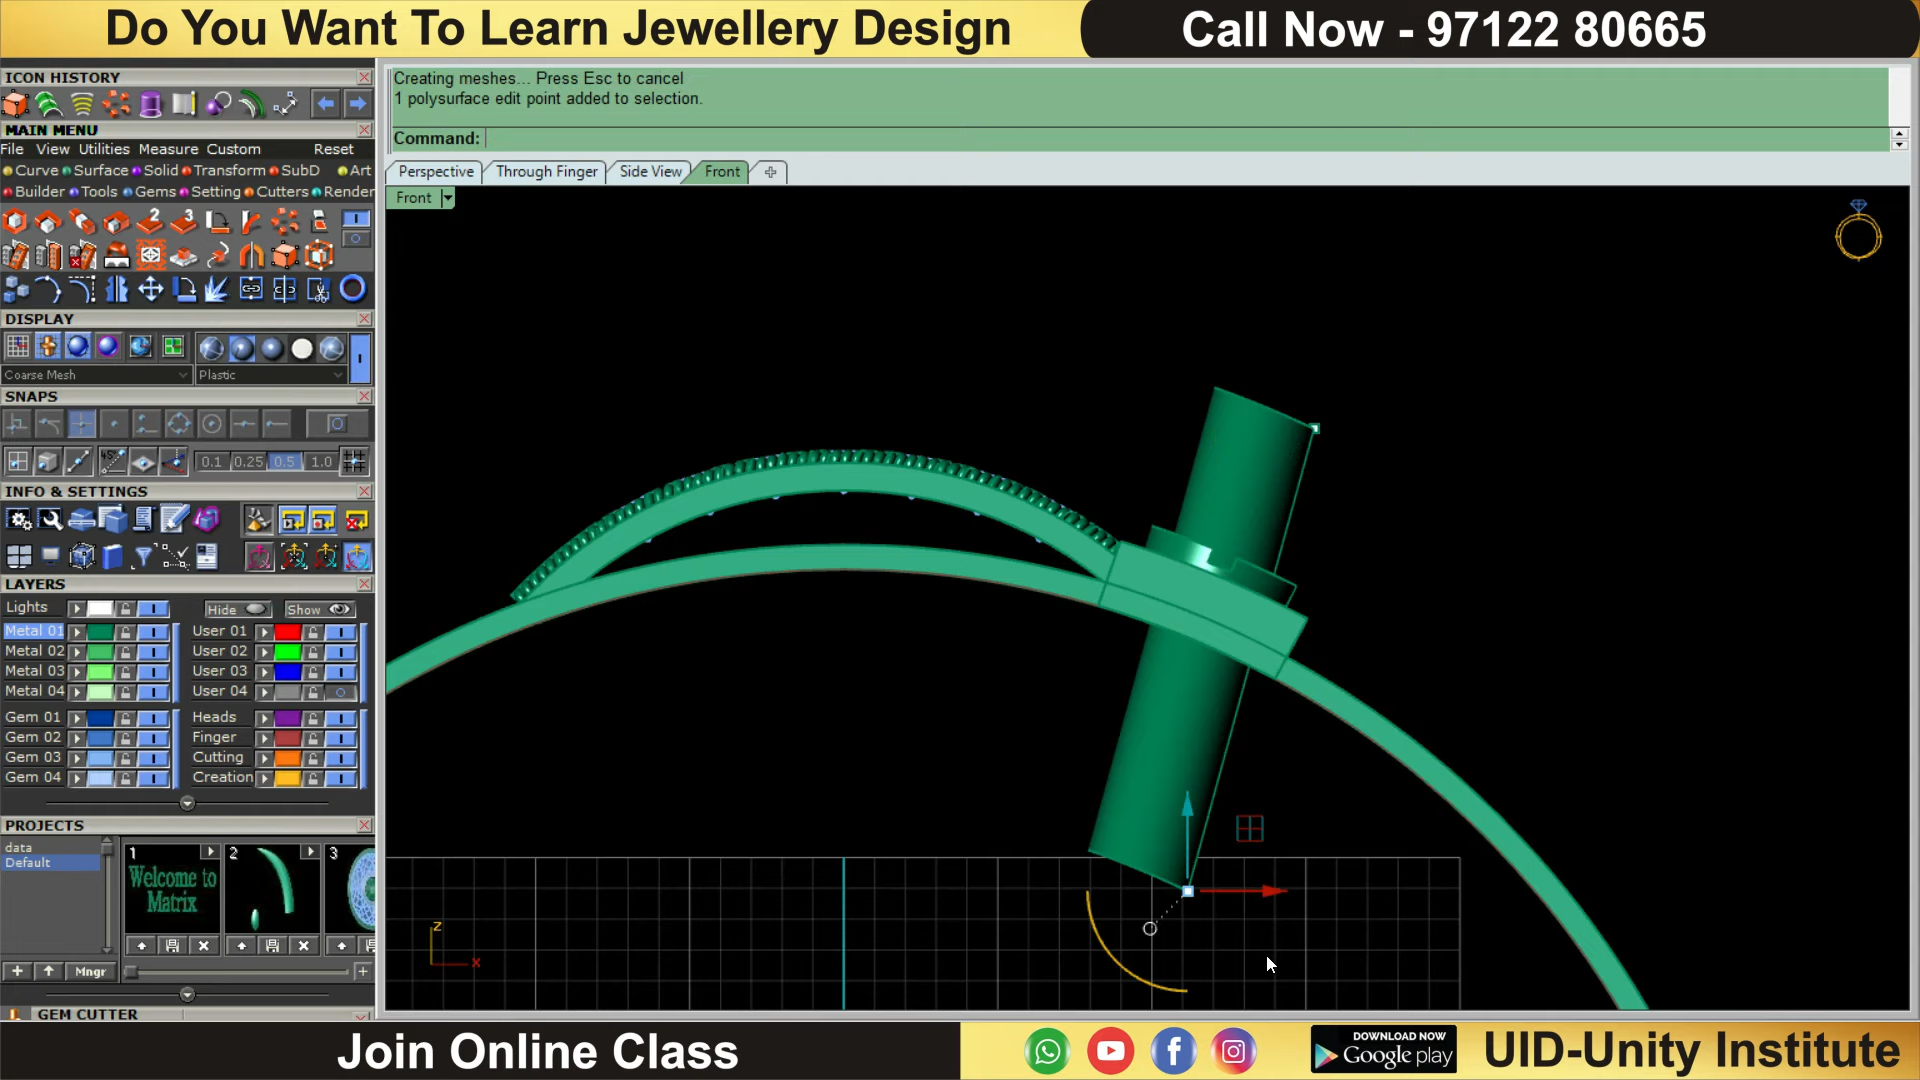 Do You Want To Learn Jewellery Design
Call Now - 97122 80665
ICON HISTORY
MAIN MENU
File View Utilities Measure Custom Reset
Curve Surface Solid Transform SubD Art
Builder Tools Gems Setting Cutters Render
DISPLAY
Coarse Mesh
Plastic
SNAPS
0.1 0.25 0.5 1.0
INFO & SETTINGS
LAYERS
Lights
Hide
Show
Metal 01
User 01
Metal 02
User 02
Metal 03
User 03
Metal 04
User 04
Gem 01
Heads
Gem 02
Finger
Gem 03
Cutting
Gem 04
Creation
PROJECTS
data
Default
1
Welcome to
Matrix
2
3
Mngr
GEM CUTTER
Creating meshes... Press Esc to cancel
1 polysurface edit point added to selection.
Command:
Perspective
Through Finger
Side View
Front
Front
z
x
Join Online Class
DOWNLOAD NOW
Google play
UID-Unity Institute